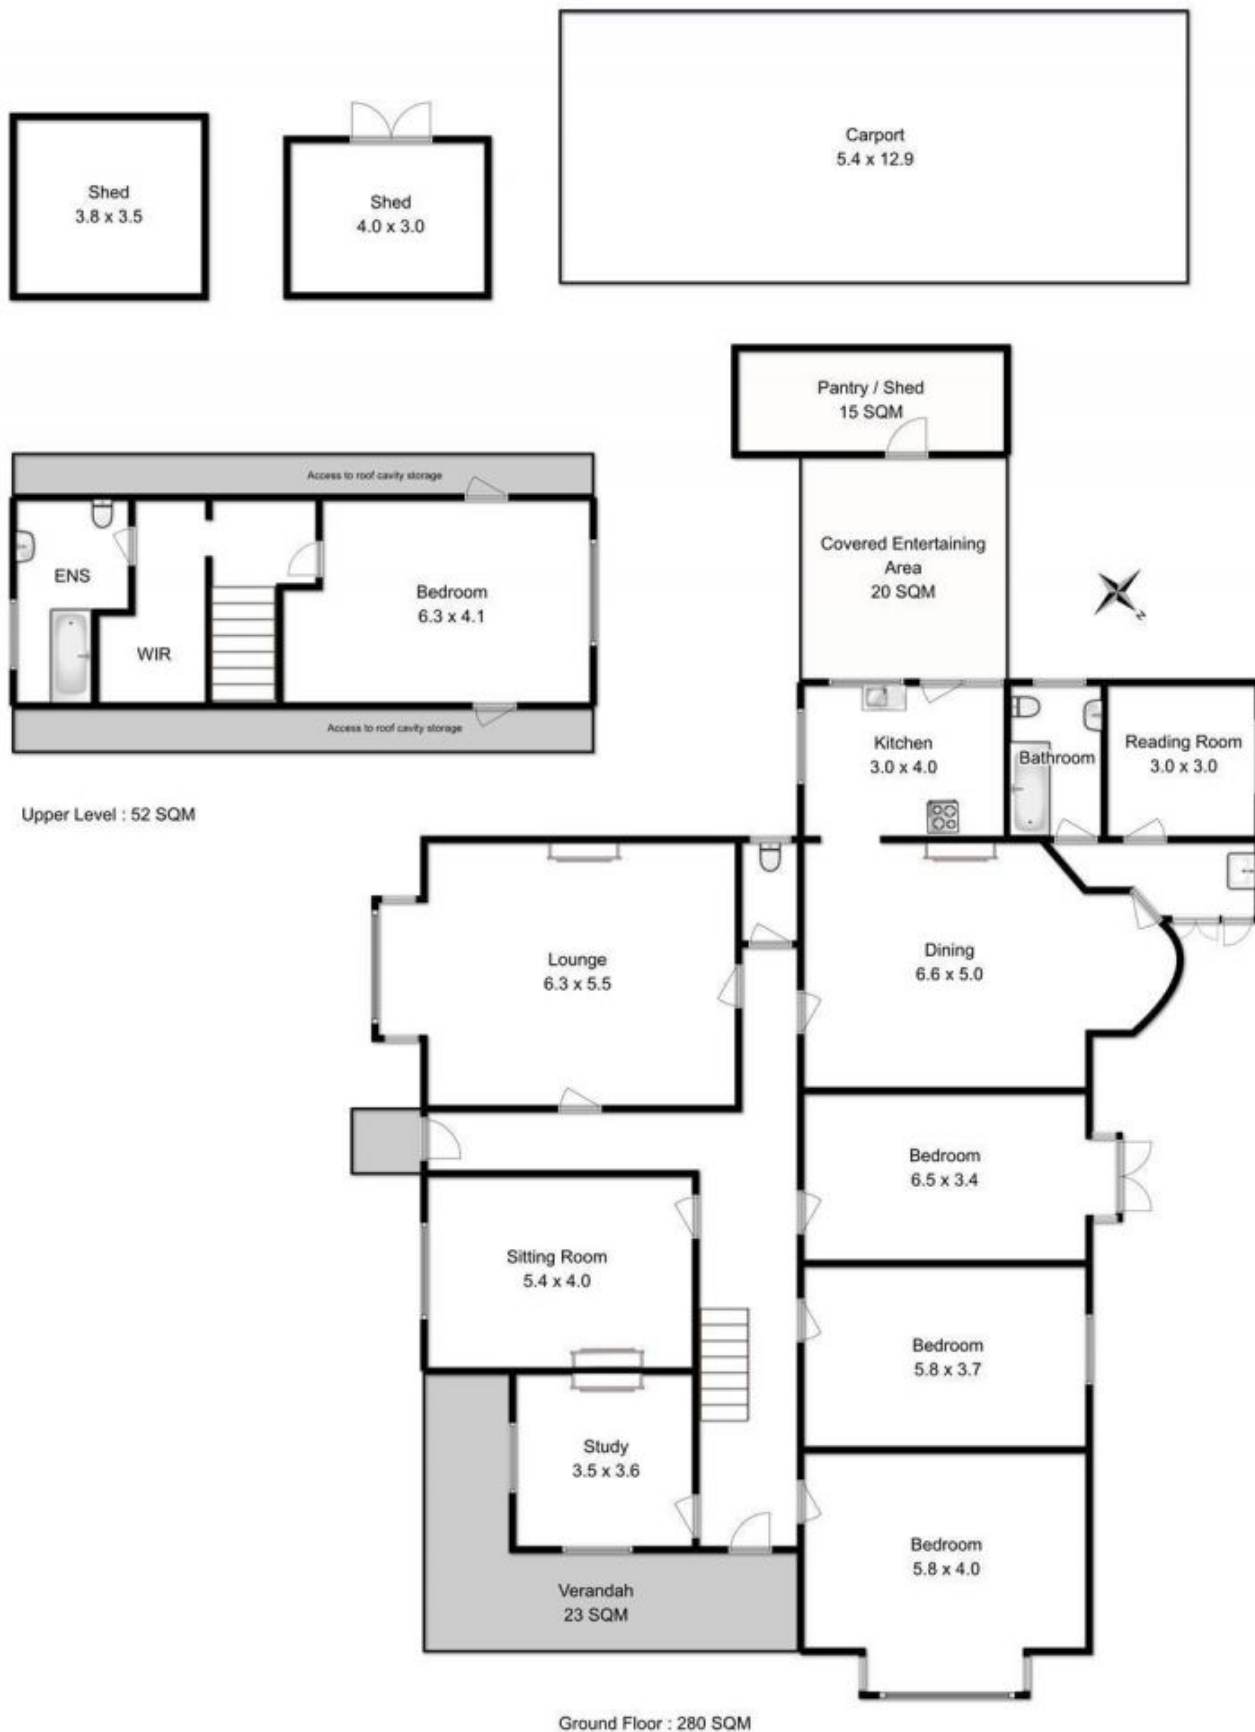 Carport
5.4 x 12.9
Shed
3.8 x 3.5
Shed
4.0 x 3.0
Pantry / Shed
15 SQM
Access to roof cavity storage
Covered Entertaining
Area
20 SQM
ENS
Bedroom
6.3 x 4.1
WIR
Access to roof cavity storage
Upper Level : 52 SQM
Z
Kitchen
3.0 x 4.0
Bathroom
Reading Room
3.0 x 3.0
Lounge
6.3 x 5.5
Dining
6.6 x 5.0
Bedroom
6.5 x 3.4
Sitting Room
5.4 x 4.0
Bedroom
5.8 x 3.7
Study
3.5 x 3.6
Bedroom
5.8 x 4.0
Verandah
23 SQM
Ground Floor : 280 SQM